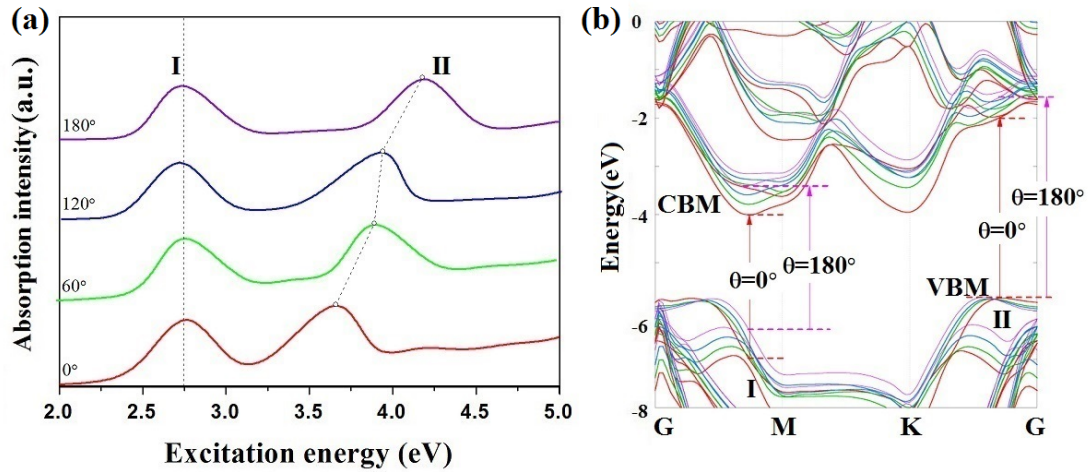 (a)
Absorption intensity(a.u.)
I
II
180°
120°
60°
0°
2.0 2.5 3.0 3.5 4.0 4.5 5.0
Excitation energy (eV)
(b)
Energy(eV)
0
-2
-4
-6
-8
CBM
θ=0°
θ=180°
θ=180°
θ=0°
VBM
II
I
G M K G